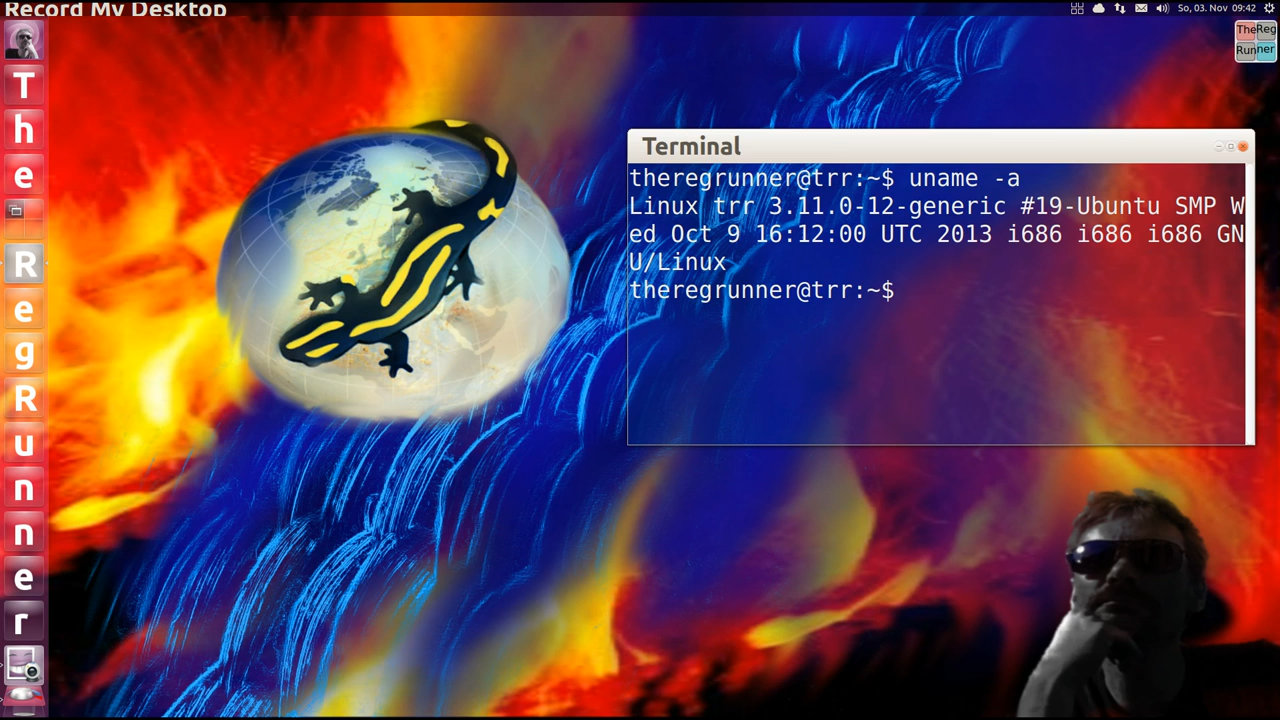 Record My Desktop
So, 03. Nov 09:42
TheReg
Runner
T
h
e
R
e
g
R
u
n
n
e
r
Terminal
theregrunner@trr:~$ uname -a
Linux trr 3.11.0-12-generic #19-Ubuntu SMP W
ed Oct 9 16:12:00 UTC 2013 i686 i686 i686 GN
U/Linux
theregrunner@trr:~$